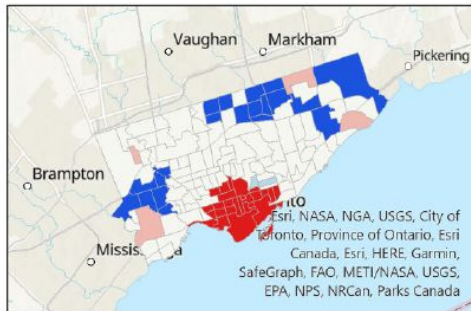 Vaughan
Markham
Pickering
Brampton
nto
Esri, NASA, NGA, USGS, City of
Toronto, Province of Ontario, Esri
Canada, Esri, HERE, Garmin,
SafeGraph, FAO, METI/NASA, USGS,
EPA, NPS, NRCan, Parks Canada